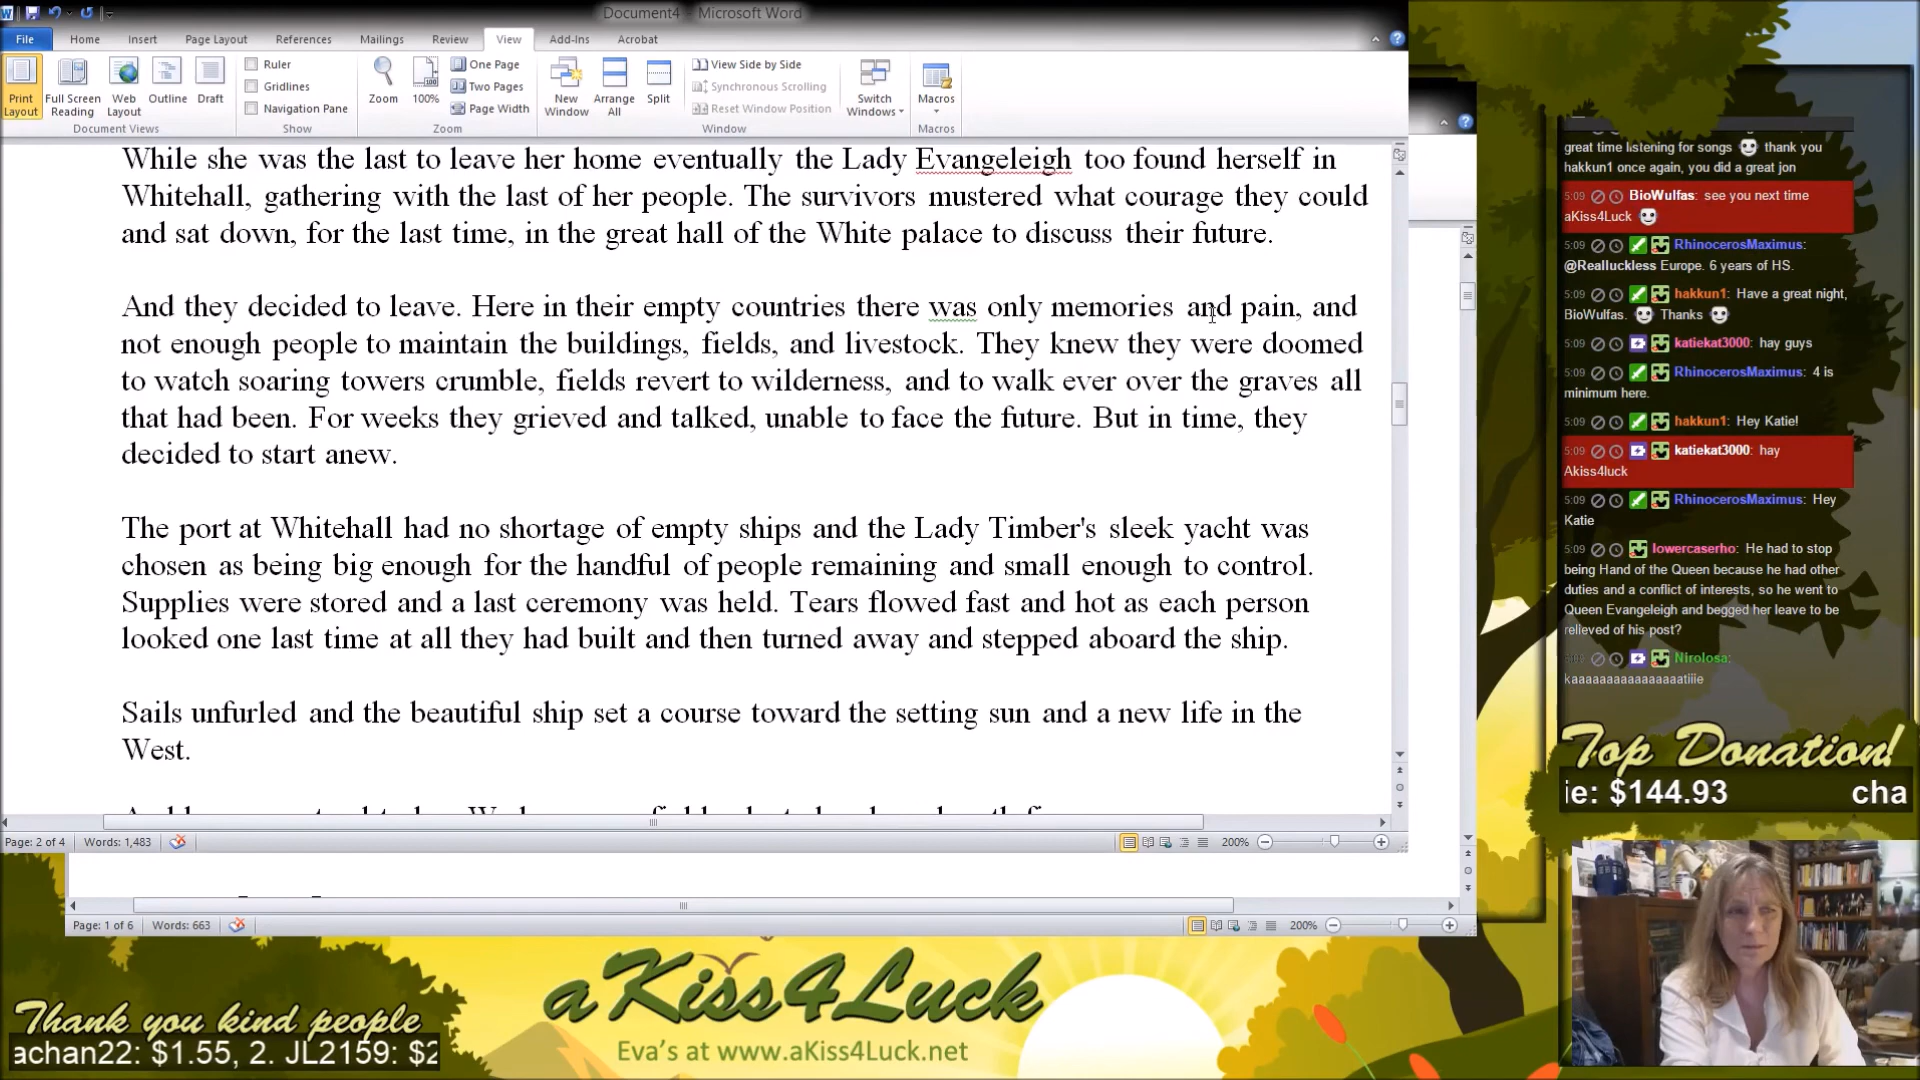 Document4 - Microsoft Word
File Home Insert Page Layout References Mailings Review View Add-Ins Acrobat
Print Layout
Full Screen Reading
Web Layout
Outline
Draft
Document Views
Ruler
Gridlines
Navigation Pane
Show
Zoom
100%
One Page
Two Pages
Page Width
Zoom
New Window
Arrange All
Split
View Side by Side
Synchronous Scrolling
Reset Window Position
Window
Switch Windows
Macros
Macros
While she was the last to leave her home eventually the Lady Evangeleigh too found herself in
Whitehall, gathering with the last of her people. The survivors mustered what courage they could
and sat down, for the last time, in the great hall of the White palace to discuss their future.
And they decided to leave. Here in their empty countries there was only memories and pain, and
not enough people to maintain the buildings, fields, and livestock. They knew they were doomed
to watch soaring towers crumble, fields revert to wilderness, and to walk ever over the graves all
that had been. For weeks they grieved and talked, unable to face the future. But in time, they
decided to start anew.
The port at Whitehall had no shortage of empty ships and the Lady Timber's sleek yacht was
chosen as being big enough for the handful of people remaining and small enough to control.
Supplies were stored and a last ceremony was held. Tears flowed fast and hot as each person
looked one last time at all they had built and then turned away and stepped aboard the ship.
Sails unfurled and the beautiful ship set a course toward the setting sun and a new life in the
West.
Page: 2 of 4 Words: 1,483 200%
Page: 1 of 6 Words: 663 200%
great time listening for songs thank you
hakkun1 once again, you did a great jon
5:09 BioWulfas: see you next time
aKiss4Luck
5:09 RhinocerosMaximus:
@Reallluckless Europe. 6 years of HS.
5:09 hakkun1: Have a great night,
BioWulfas. Thanks
5:09 katiekat3000: hay guys
5:09 RhinocerosMaximus: 4 is
minimum here.
5:09 hakkun1: Hey Katie!
5:09 katiekat3000: hay
Akiss4luck
5:09 RhinocerosMaximus: Hey
Katie
5:09 lowercaserho: He had to stop
being Hand of the Queen because he had other
duties and a conflict of interests, so he went to
Queen Evangeleigh and begged her leave to be
relieved of his post?
Nirolosa:
kaaaaaaaaaaaaaaatiiie
Top Donation!
ie: $144.93 cha
aKiss4Luck
Eva's at www.aKiss4Luck.net
Thank you kind people
achan22: $1.55, 2. JL2159: $2